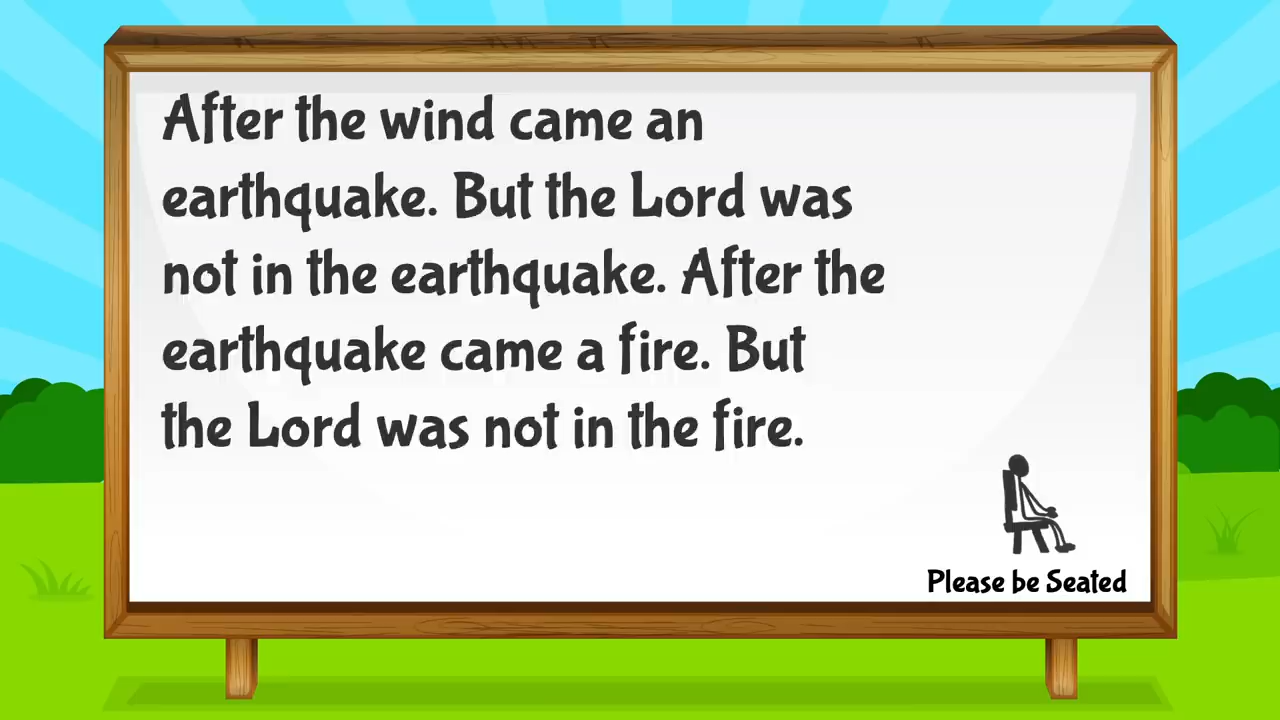 After the wind came an
earthquake. But the Lord was
not in the earthquake. After the
earthquake came a fire. But
the Lord was not in the fire.
Please be Seated